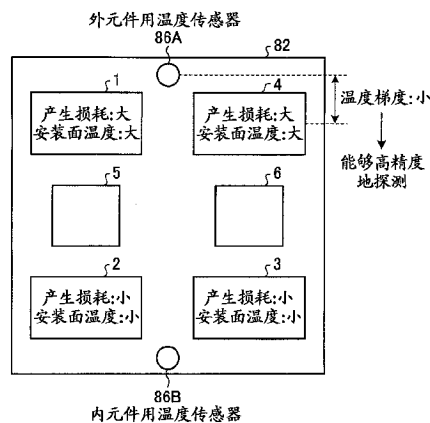 外元件用温度传感器
86A
82
1
4
产生损耗:大
安装面温度:大
产生损耗:大
安装面温度:大
温度梯度:小
能够高精度
地探测
5
6
2
3
产生损耗:小
安装面温度:小
产生损耗:小
安装面温度:小
86B
内元件用温度传感器